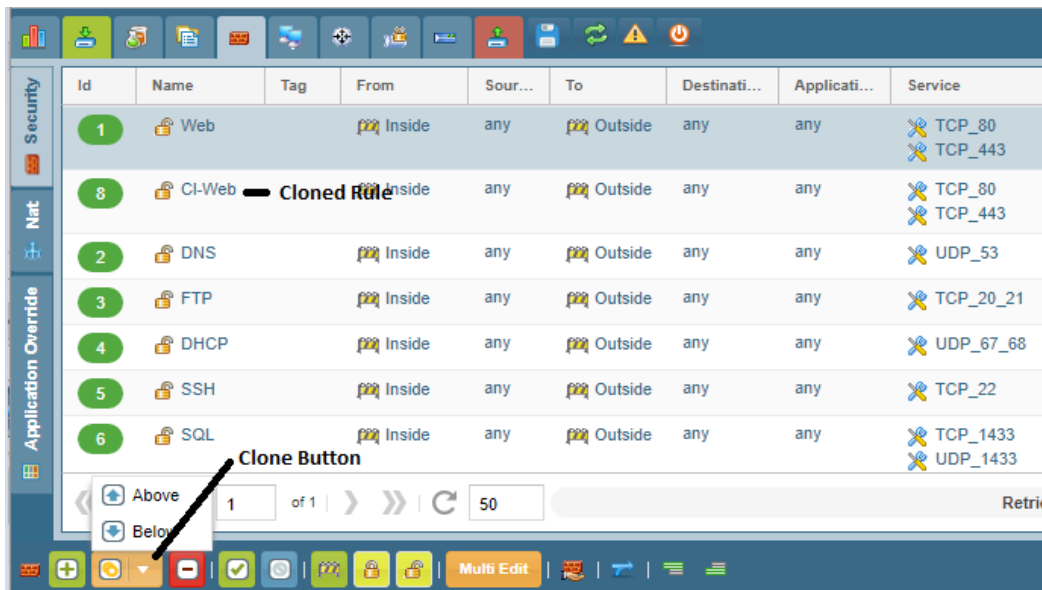 Security
Nat
Application Override
Id Name Tag From Sour... To Destinati... Applicati... Service
1 Web Inside any Outside any any TCP_80
TCP_443
8 Cl-Web Cloned Rule Inside any Outside any any TCP_80
TCP_443
2 DNS Inside any Outside any any UDP_53
3 FTP Inside any Outside any any TCP_20_21
4 DHCP Inside any Outside any any UDP_67_68
5 SSH Inside any Outside any any TCP_22
6 SQL Inside any Outside any any TCP_1433
UDP_1433
Clone Button
Above
Below
1 of 1 50 Retri
Multi Edit